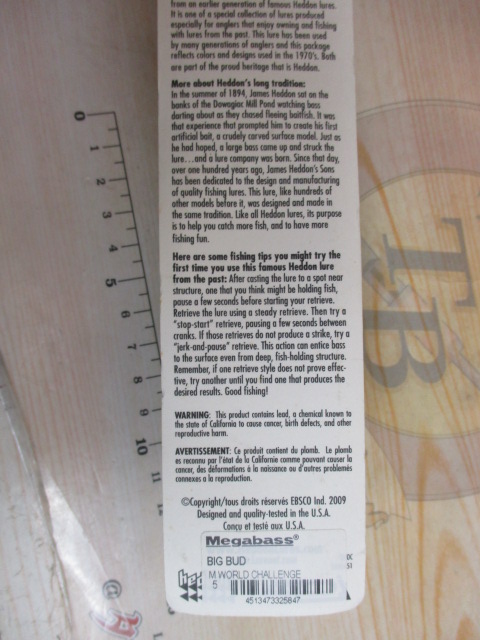 from an earlier generation of famous Heddon lures.
It is one of a special collection of lures produced
especially for anglers that enjoy owning and fishing
with lures from the past. This lure has been used
by many generations of anglers and this package
reflects colors and designs used in the 1970's. Both
are part of the proud heritage that is Heddon.
More about Heddon's long tradition:
In the summer of 1894, James Heddon sat on the
banks of the Dowagiac Mill Pond watching bass
darting about as they chased fleeing baitfish. It was
that experience that prompted him to create his first
artificial bait, a crudely carved surface model. Just as
he had hoped, a large bass came up and struck the
lure...and a lure company was born. Since that day,
over one hundred years ago, James Heddon's Sons
has been dedicated to the design and manufacturing
of quality fishing lures. This lure, like hundreds of
other models before it, was designed and made in
the same tradition. Like all Heddon lures, its purpose
is to help you catch more fish, and to have more
fishing fun.
Here are some fishing tips you might try the
first time you use this famous Heddon lure
from the past: After casting the lure to a spot near
structure, one that you think might be holding fish,
pause a few seconds before starting your retrieve.
Retrieve the lure using a steady retrieve. Then try a
"stop-start" retrieve, pausing a few seconds between
cranks. If those retrieves do not produce a strike, try a
"jerk-and-pause" retrieve. This action can entice bass
to the surface even from deep, fish-holding structure.
Remember, if one retrieve style does not prove effec-
tive, try another until you find one that produces the
desired results. Good fishing!
WARNING: This product contains lead, a chemical known to
the state of California to cause cancer, birth defects, and other
reproductive harm.
AVERTISSEMENT: Ce produit contient du plomb. Le plomb
es reconnu par l'état de la Californie comme pouvant causer la
cancer, des déformations à la naissance ou d'autres problemés
connexes a la reproduction.
©Copyright/tous droits réservés EBSCO Ind. 2009
Designed and quality-tested in the U.S.A.
Conçu et testé aux U.S.A.
Megabass®
BIG BUD
M WORLD CHALLENGE
5
4513473325847
DC
51
0
1
2
3
4
5
6
7
8
9
10
11
TB
@